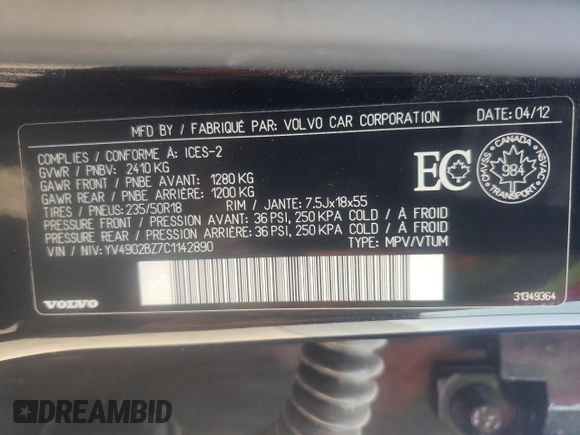 MFD BY / FABRIQUÉ PAR: VOLVO CAR CORPORATION DATE: 04/12
COMPLIES / CONFORME À: ICES-2
GVWR / PNBV: 2410 KG
GAWR FRONT / PNBE AVANT: 1280 KG
GAWR REAR / PNBE ARRIÈRE: 1200 KG
TIRES / PNEUS: 235/50R18 RIM / JANTE: 7.5Jx18x55
PRESSURE FRONT / PRESSION AVANT: 36 PSI, 250 KPA COLD / À FROID
PRESSURE REAR / PRESSION ARRIÈRE: 36 PSI, 250 KPA COLD / À FROID
VIN / NIV: YV4902BZ7C1142890 TYPE: MPV/VTUM
EC
CANADA
CMVSS
984
NSVAC
TRANSPORT
VOLVO
31349364
DREAMBID